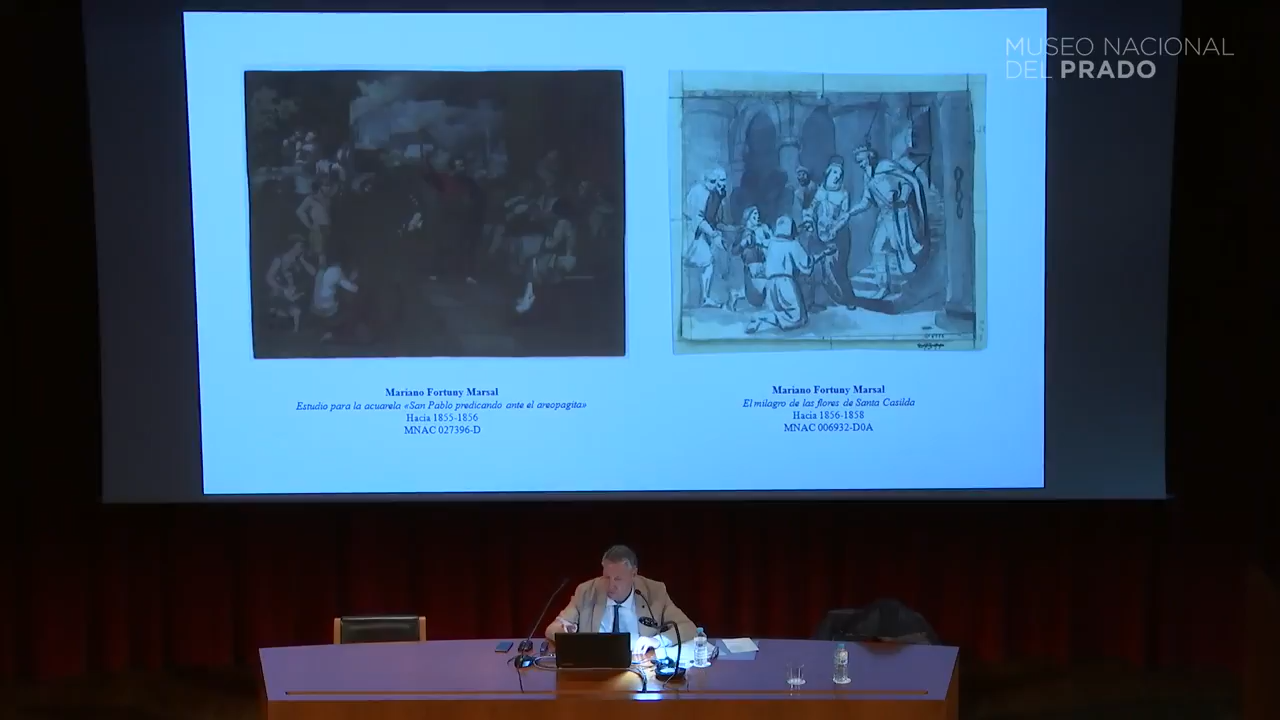 MUSEO NACIONAL
DEL PRADO
Mariano Fortuny Marsal
Estudio para la acuarela «San Pablo predicando ante el areopagita»
Hacia 1855-1856
MNAC 027396-D
Mariano Fortuny Marsal
El milagro de las flores de Santa Casilda
Hacia 1856-1858
MNAC 006932-D0A